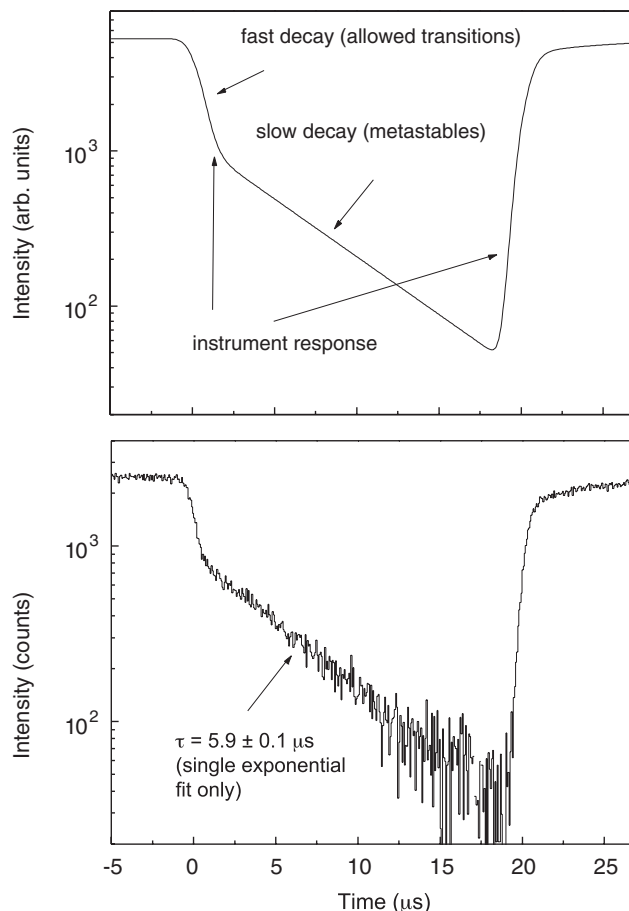 fast decay (allowed transitions)
slow decay (metastables)
instrument response
Intensity (arb. units)
10³
10²
Intensity (counts)
10³
10²
τ = 5.9 ± 0.1 μs
(single exponential
fit only)
-5 0 5 10 15 20 25
Time (μs)